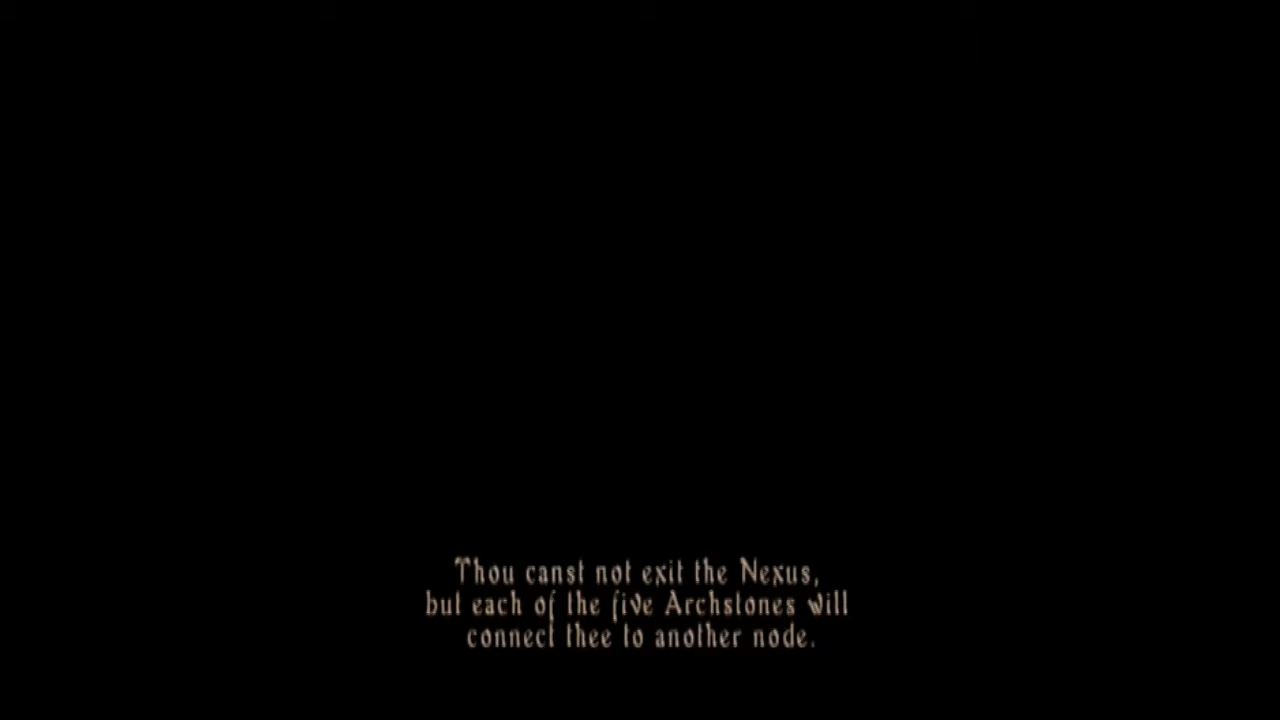 Thou canst not exit the Nexus,
but each of the five Archstones will
connect thee to another node.